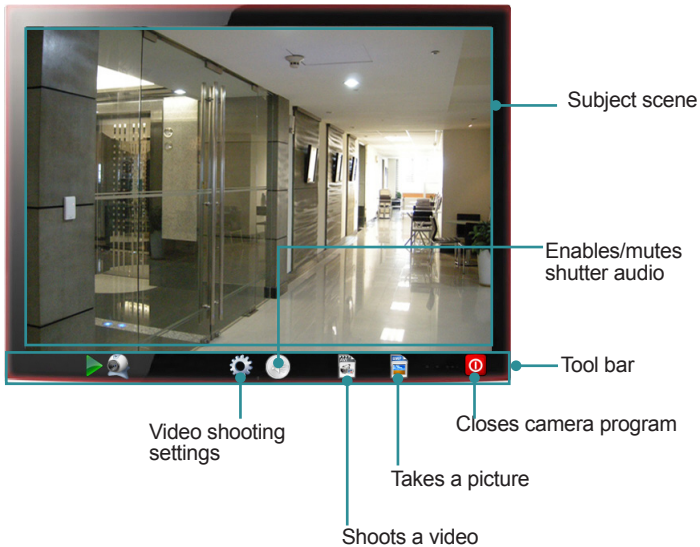 Subject scene
Enables/mutes
shutter audio
Tool bar
Closes camera program
Video shooting
settings
Takes a picture
Shoots a video